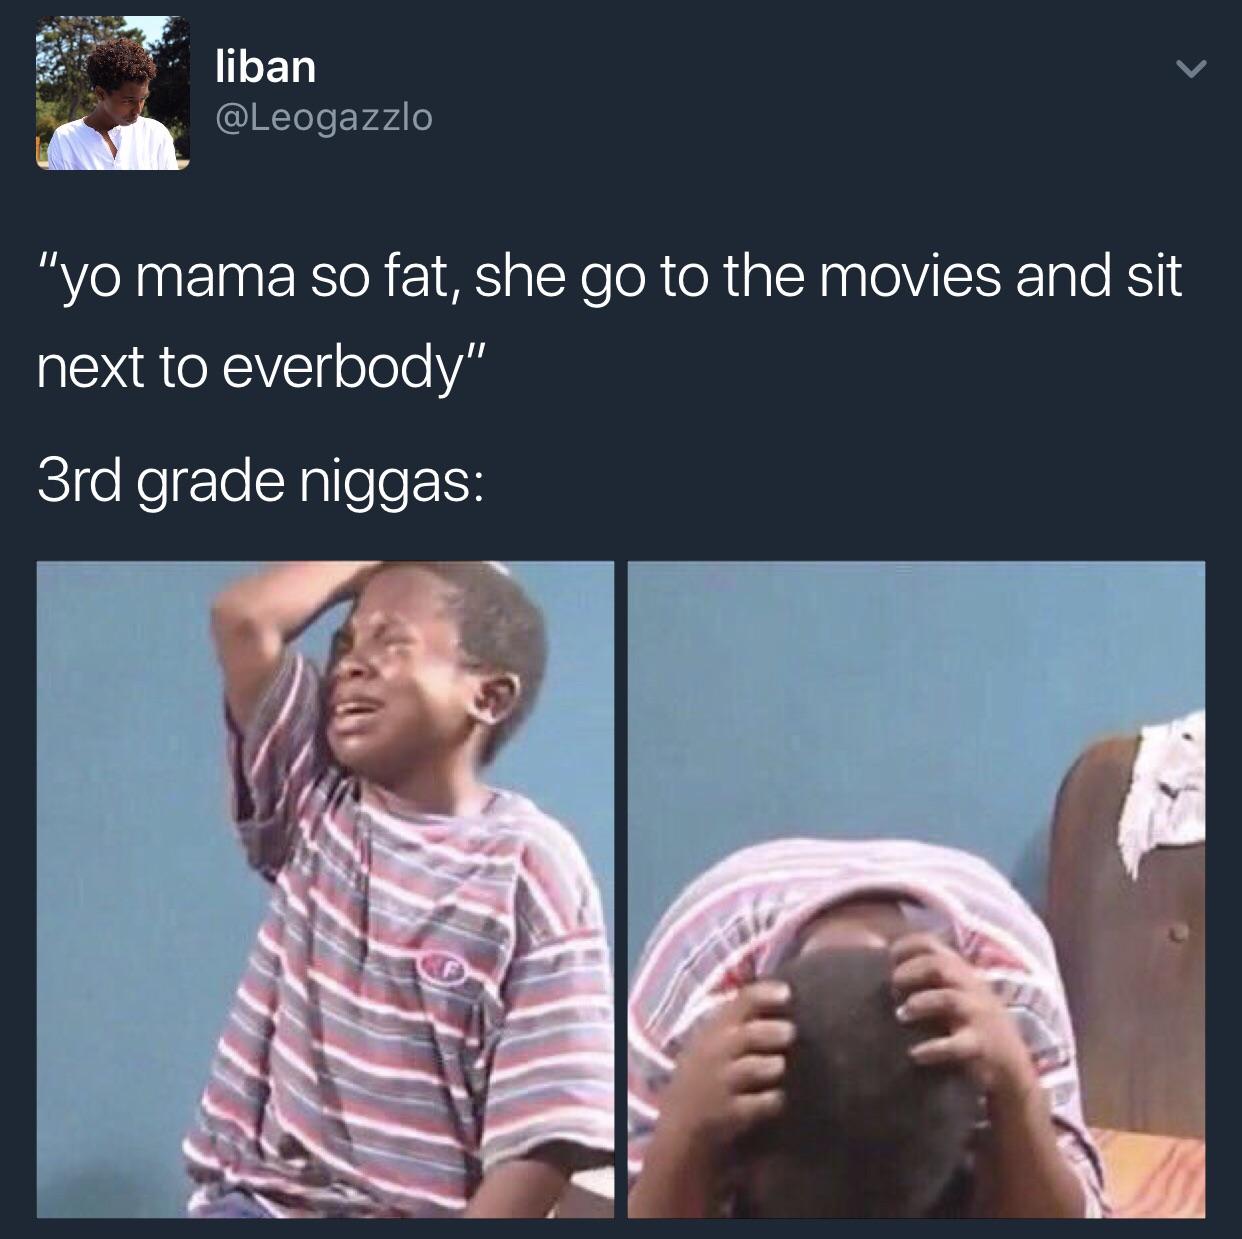 liban
@Leogazzlo
“yo mama so fat, she go to the movies and sit
next to everbody”
3rd grade niggas:
F